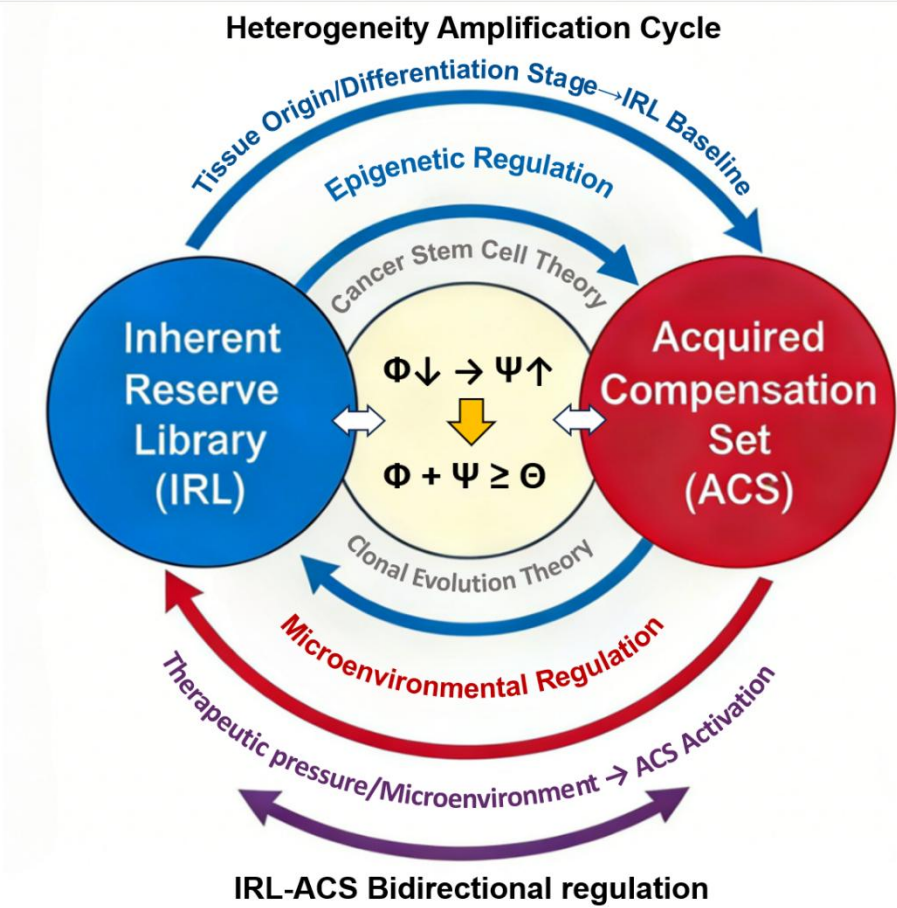 Heterogeneity Amplification Cycle
Tissue Origin/Differentiation Stage→IRL Baseline
Epigenetic Regulation
Cancer Stem Cell Theory
Inherent
Reserve
Library
(IRL)
Φ↓ → Ψ↑
Φ + Ψ ≥ Θ
Acquired
Compensation
Set
(ACS)
Clonal Evolution Theory
Microenvironmental Regulation
Therapeutic pressure/Microenvironment → ACS Activation
IRL-ACS Bidirectional regulation